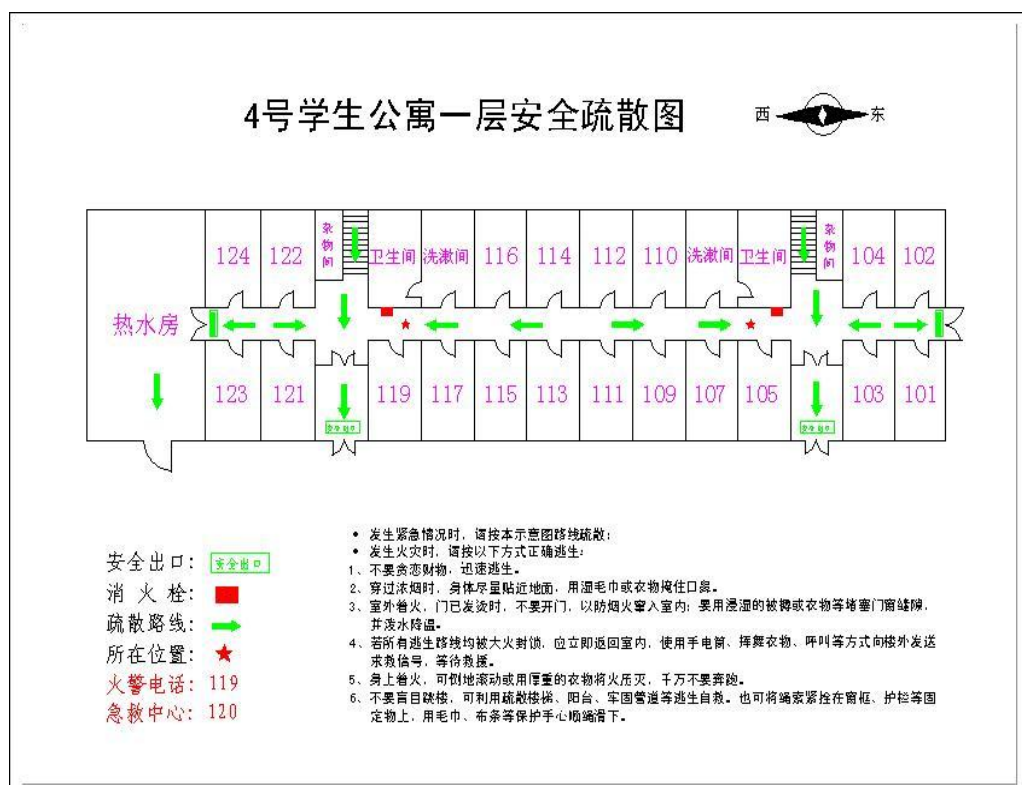 4号学生公寓一层安全疏散图
西 东
124 122 杂物间 卫生间 洗漱间 116 114 112 110 洗漱间 卫生间 杂物间 104 102
热水房
123 121 119 117 115 113 111 109 107 105 103 101
安全出口 安全出口
安全出口: 安全出口
消火栓:
疏散路线:
所在位置:
火警电话: 119
急救中心: 120
• 发生紧急情况时, 请按本示意图路线疏散;
• 发生火灾时, 请按以下方式正确逃生:
1、不要贪恋财物, 迅速逃生。
2、穿过浓烟时, 身体尽量贴近地面, 用湿毛巾或衣物掩住口鼻。
3、室外着火, 门已发烫时, 不要开门, 以防烟火窜入室内; 要用浸湿的被褥或衣物等堵塞门窗缝隙,
并泼水降温。
4、若所有逃生路线均被大火封锁, 应立即返回室内, 使用手电筒、挥舞衣物、呼叫等方式向楼外发送
求救信号, 等待救援。
5、身上着火, 可倒地滚动或用厚重的衣物将火压灭, 千万不要奔跑。
6、不要盲目跳楼, 可利用疏散楼梯、阳台、牢固管道等逃生自救。也可将绳索紧拴在窗框、护栏等固
定物上, 用毛巾、布条等保护手心顺绳滑下。